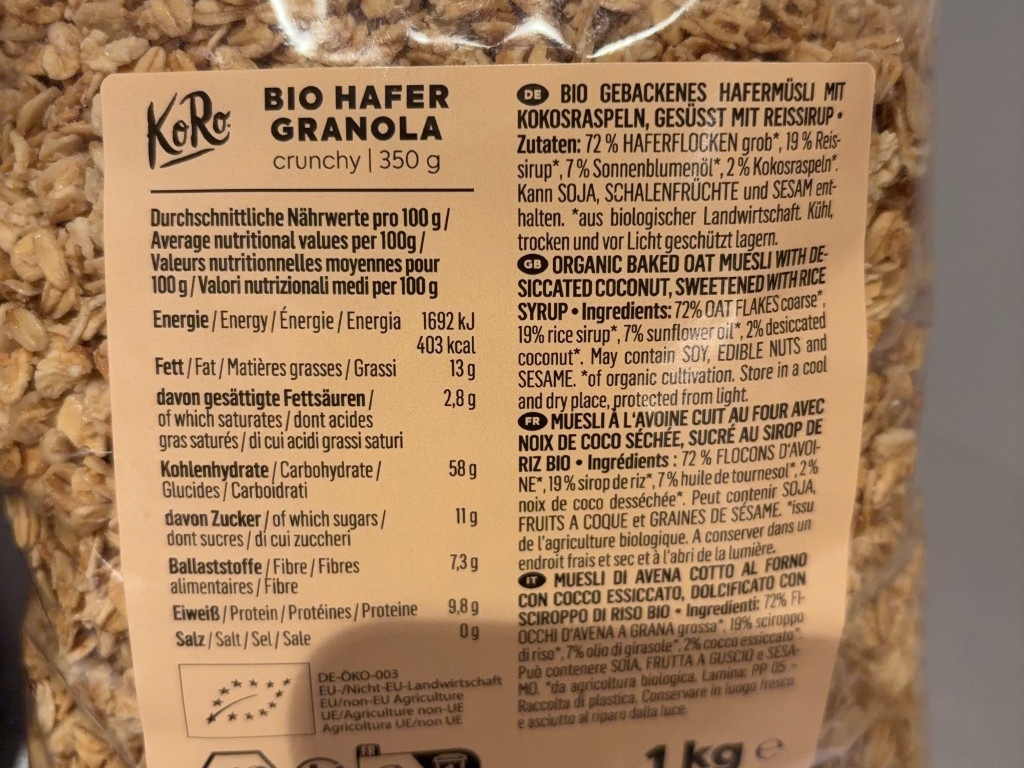 KoRo
BIO HAFER
GRANOLA
crunchy | 350 g
Durchschnittliche Nährwerte pro 100 g /
Average nutritional values per 100g /
Valeurs nutritionnelles moyennes pour
100 g / Valori nutrizionali medi per 100 g
Energie / Energy / Énergie / Energia 1692 kJ
403 kcal
Fett / Fat / Matières grasses / Grassi 13 g
davon gesättigte Fettsäuren / 2,8 g
of which saturates / dont acides
gras saturés / di cui acidi grassi saturi
Kohlenhydrate / Carbohydrate / 58 g
Glucides / Carboidrati
davon Zucker / of which sugars / 11 g
dont sucres / di cui zuccheri
Ballaststoffe / Fibre / Fibres 7,3 g
alimentaires / Fibre
Eiweiß / Protein / Protéines / Proteine 9,8 g
Salz / Salt / Sel / Sale 0 g
DE-ÖKO-003
EU-/Nicht-EU-Landwirtschaft
EU/non-EU Agriculture
UE/Agriculture non-UE
Agricoltura UE/non UE
FR
DE BIO GEBACKENES HAFERMÜSLI MIT
KOKOSRASPELN, GESÜSST MIT REISSIRUP •
Zutaten: 72 % HAFERFLOCKEN grob*, 19 % Reis-
sirup*, 7 % Sonnenblumenöl*, 2 % Kokosraspeln*.
Kann SOJA, SCHALENFRÜCHTE und SESAM ent-
halten. *aus biologischer Landwirtschaft. Kühl,
trocken und vor Licht geschützt lagern.
GB ORGANIC BAKED OAT MUESLI WITH DE-
SICCATED COCONUT, SWEETENED WITH RICE
SYRUP • Ingredients: 72% OAT FLAKES coarse*,
19% rice sirup*, 7% sunflower oil*, 2% desiccated
coconut*. May contain SOY, EDIBLE NUTS and
SESAME. *of organic cultivation. Store in a cool
and dry place, protected from light.
FR MUESLI À L'AVOINE CUIT AU FOUR AVEC
NOIX DE COCO SÉCHÉE, SUCRÉ AU SIROP DE
RIZ BIO • Ingrédients : 72 % FLOCONS D'AVOI-
NE*, 19 % sirop de riz*, 7 % huile de tournesol*, 2 %
noix de coco desséchée*. Peut contenir SOJA,
FRUITS A COQUE et GRAINES DE SÉSAME. *issu
de l'agriculture biologique. A conserver dans un
endroit frais et sec et à l'abri de la lumière.
IT MUESLI DI AVENA COTTO AL FORNO
CON COCCO ESSICCATO, DOLCIFICATO CON
SCIROPPO DI RISO BIO • Ingredienti: 72% FI-
OCCHI D'AVENA A GRANA grossa*, 19% sciroppo
di riso*, 7% olio di girasole*, 2% cocco essiccato*.
Può contenere SOIA, FRUTTA A GUSCIO e SESA-
MO. *da agricoltura biologica. Lamina: PP 05 -
Raccolta di plastica. Conservare in luogo fresco
e asciutto al riparo dalla luce.
1 kg e